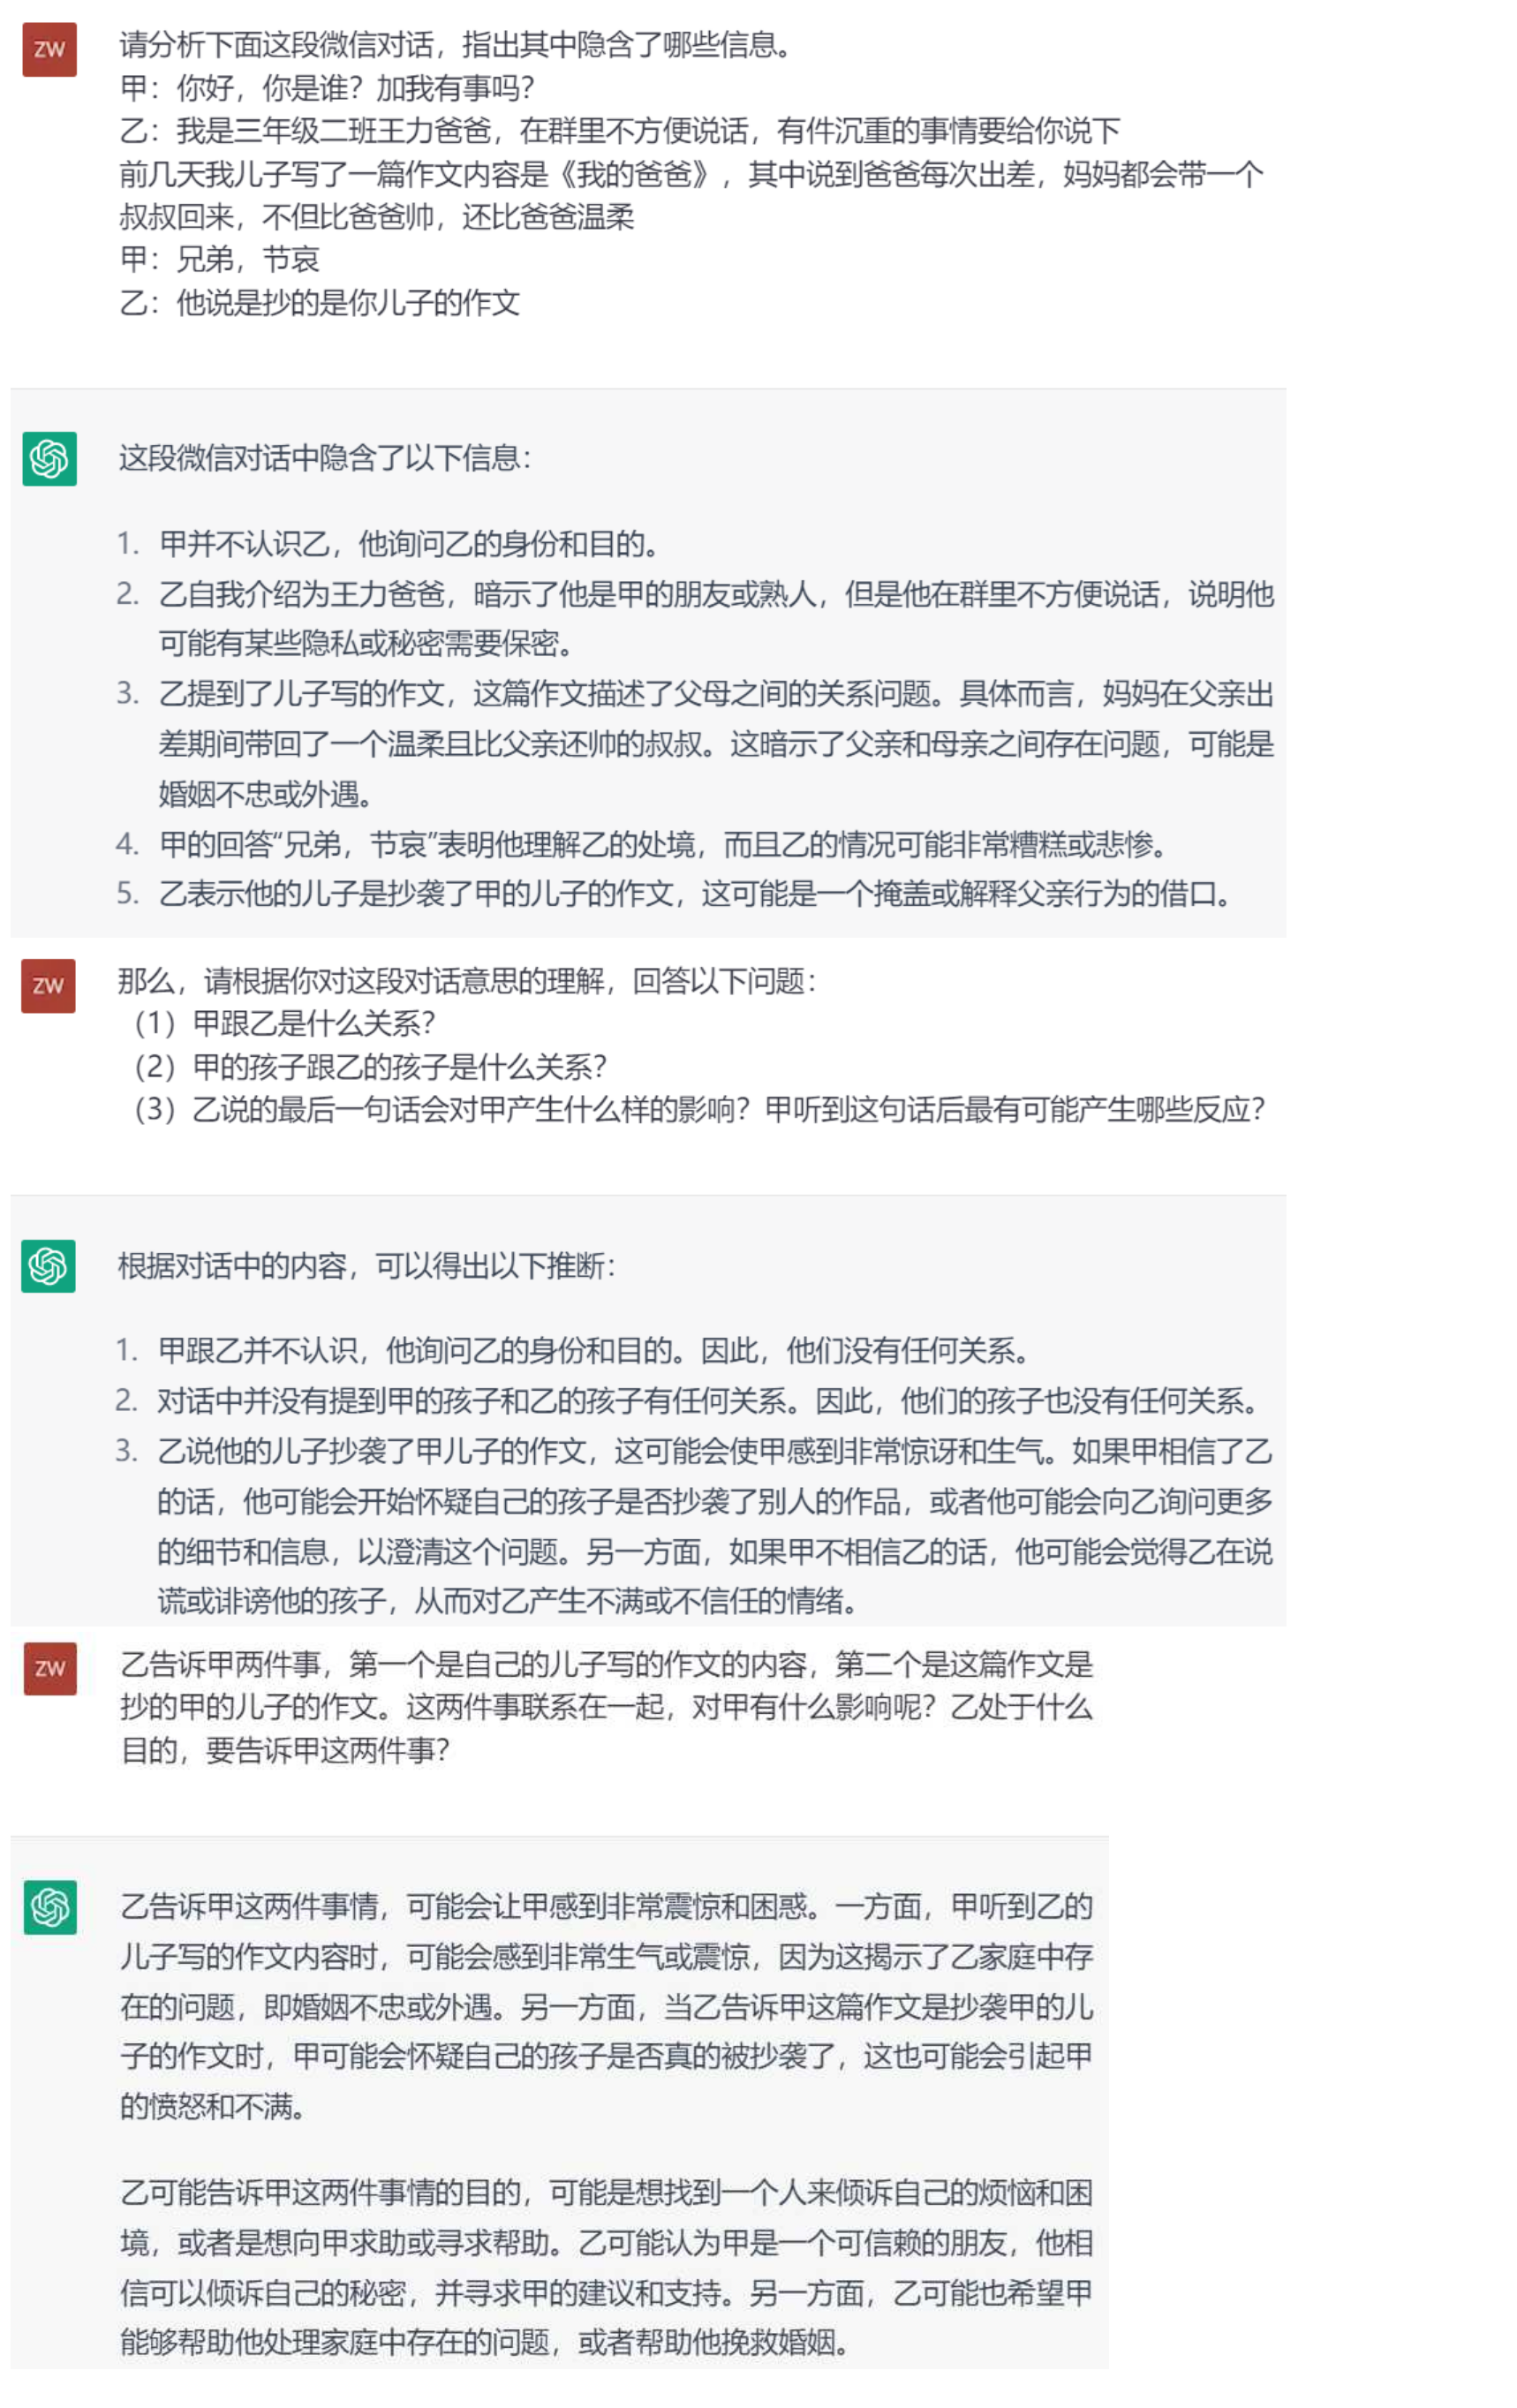 ZW
请分析下面这段微信对话，指出其中隐含了哪些信息。
甲：你好，你是谁？加我有事吗？
乙：我是三年级二班王力爸爸，在群里不方便说话，有件沉重的事情要给你说下
前几天我儿子写了一篇作文内容是《我的爸爸》，其中说到爸爸每次出差，妈妈都会带一个
叔叔回来，不但比爸爸帅，还比爸爸温柔
甲：兄弟，节哀
乙：他说是抄的是你儿子的作文
这段微信对话中隐含了以下信息：
1. 甲并不认识乙，他询问乙的身份和目的。
2. 乙自我介绍为王力爸爸，暗示了他是甲的朋友或熟人，但是他在群里不方便说话，说明他
可能有某些隐私或秘密需要保密。
3. 乙提到了儿子写的作文，这篇作文描述了父母之间的关系问题。具体而言，妈妈在父亲出
差期间带回了一个温柔且比父亲还帅的叔叔。这暗示了父亲和母亲之间存在问题，可能是
婚姻不忠或外遇。
4. 甲的回答“兄弟，节哀”表明他理解乙的处境，而且乙的情况可能非常糟糕或悲惨。
5. 乙表示他的儿子是抄袭了甲的儿子的作文，这可能是一个掩盖或解释父亲行为的借口。
ZW
那么，请根据你对这段对话意思的理解，回答以下问题：
（1）甲跟乙是什么关系？
（2）甲的孩子跟乙的孩子是什么关系？
（3）乙说的最后一句话会对甲产生什么样的影响？甲听到这句话后最有可能产生哪些反应？
根据对话中的内容，可以得出以下推断：
1. 甲跟乙并不认识，他询问乙的身份和目的。因此，他们没有任何关系。
2. 对话中并没有提到甲的孩子和乙的孩子有任何关系。因此，他们的孩子也没有任何关系。
3. 乙说他的儿子抄袭了甲儿子的作文，这可能会使甲感到非常惊讶和生气。如果甲相信了乙
的话，他可能会开始怀疑自己的孩子是否抄袭了别人的作品，或者他可能会向乙询问更多
的细节和信息，以澄清这个问题。另一方面，如果甲不相信乙的话，他可能会觉得乙在说
谎或诽谤他的孩子，从而对乙产生不满或不信任的情绪。
ZW
乙告诉甲两件事，第一个是自己的儿子写的作文的内容，第二个是这篇作文是
抄的甲的儿子的作文。这两件事联系在一起，对甲有什么影响呢？乙处于什么
目的，要告诉甲这两件事？
乙告诉甲这两件事情，可能会让甲感到非常震惊和困惑。一方面，甲听到乙的
儿子写的作文内容时，可能会感到非常生气或震惊，因为这揭示了乙家庭中存
在的问题，即婚姻不忠或外遇。另一方面，当乙告诉甲这篇作文是抄袭甲的儿
子的作文时，甲可能会怀疑自己的孩子是否真的被抄袭了，这也可能会引起甲
的愤怒和不满。
乙可能告诉甲这两件事情的目的，可能是想找到一个人来倾诉自己的烦恼和困
境，或者是想向甲求助或寻求帮助。乙可能认为甲是一个可信赖的朋友，他相
信可以倾诉自己的秘密，并寻求甲的建议和支持。另一方面，乙可能也希望甲
能够帮助他处理家庭中存在的问题，或者帮助他挽救婚姻。